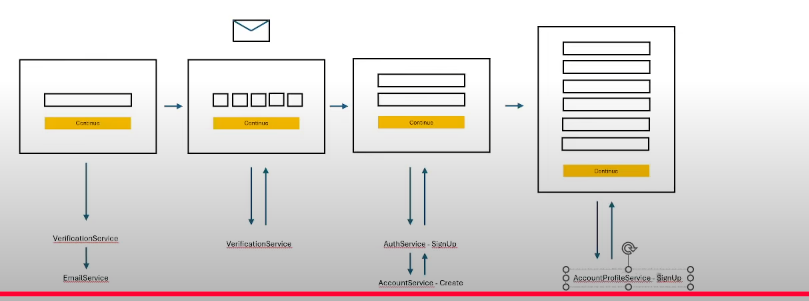 Continue
Continue
Continue
Continue
VerificationService
EmailService
VerificationService
AuthService - SignUp
AccountService - Create
AccountProfileService - SignUp